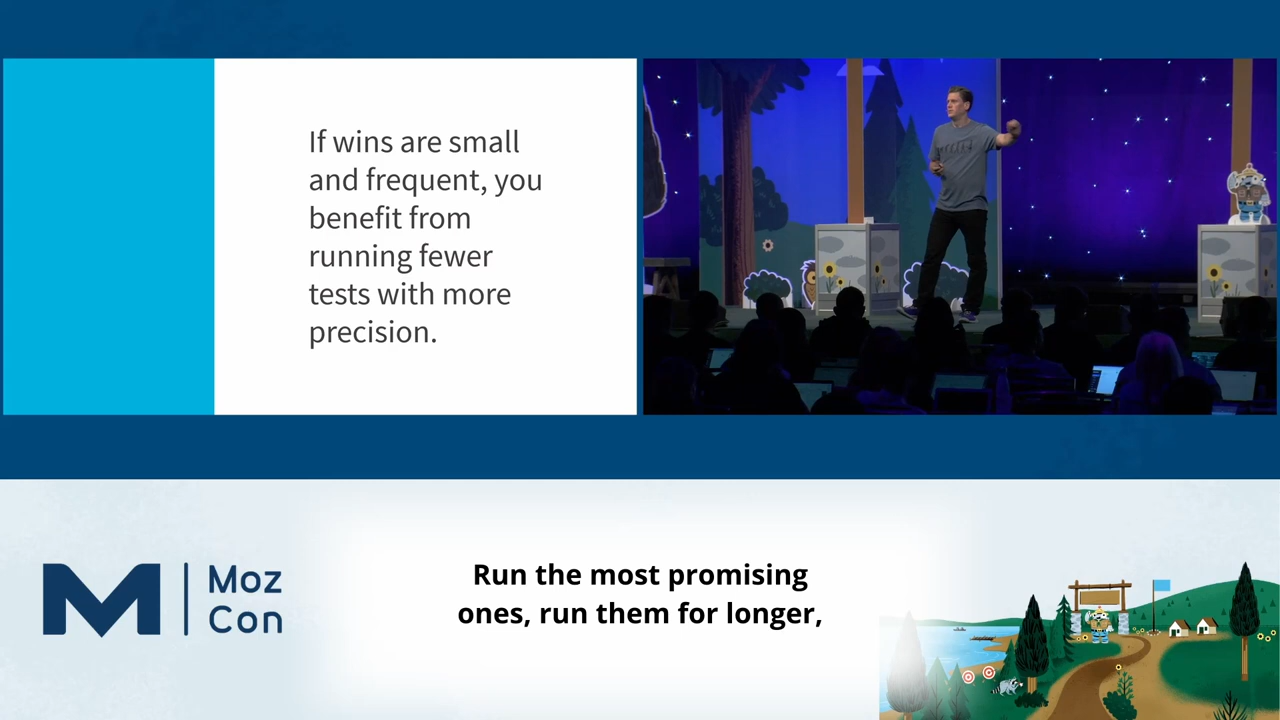 If wins are small
and frequent, you
benefit from
running fewer
tests with more
precision.
Moz
Con
Run the most promising
ones, run them for longer,